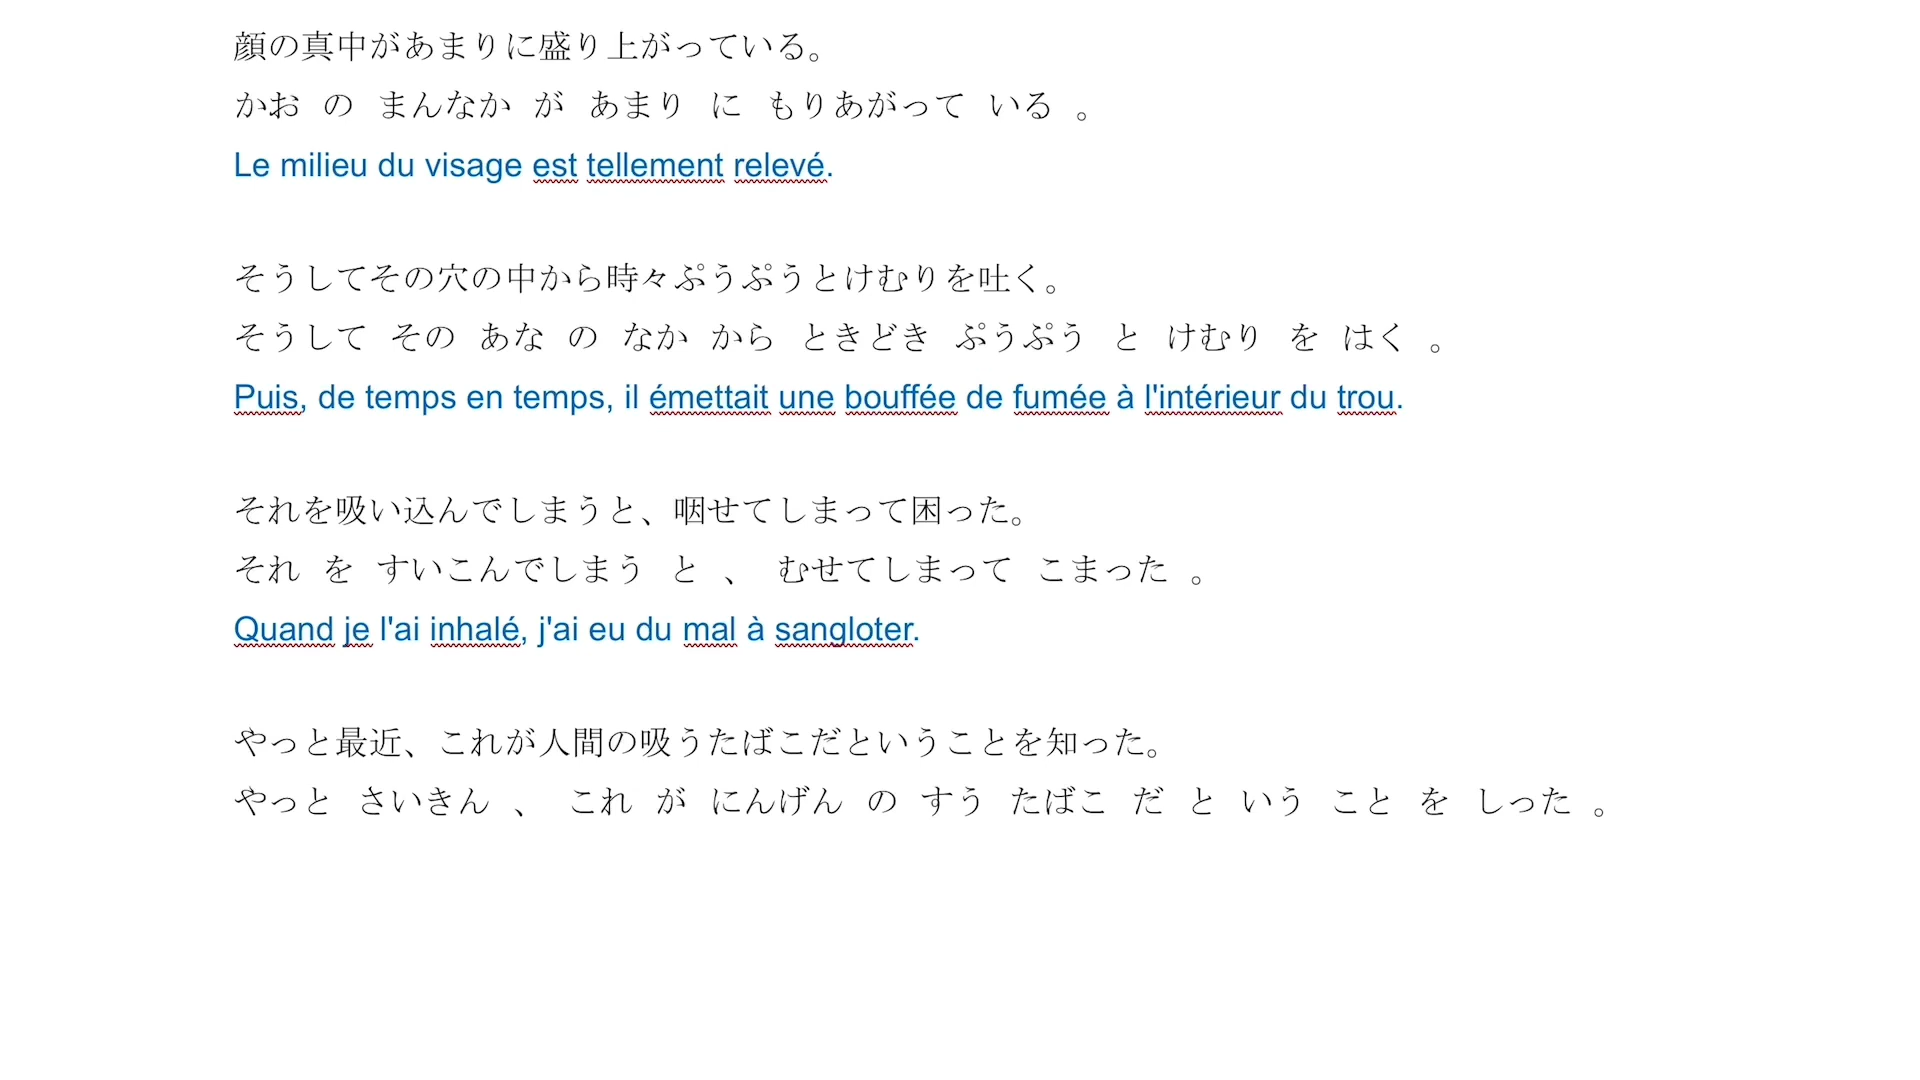 顔の真中があまりに盛り上がっている。
かお の まんなか が あまり に もりあがって いる 。
Le milieu du visage est tellement relevé.
そうしてその穴の中から時々ぷうぷうとけむりを吐く。
そうして その あな の なか から ときどき ぷうぷう と けむり を はく 。
Puis, de temps en temps, il émettait une bouffée de fumée à l'intérieur du trou.
それを吸い込んでしまうと、咽せてしまって困った。
それ を すいこんでしまう と 、 むせてしまって こまった 。
Quand je l'ai inhalé, j'ai eu du mal à sangloter.
やっと最近、これが人間の吸うたばこだということを知った。
やっと さいきん 、 これ が にんげん の すう たばこ だ と いう こと を しった 。